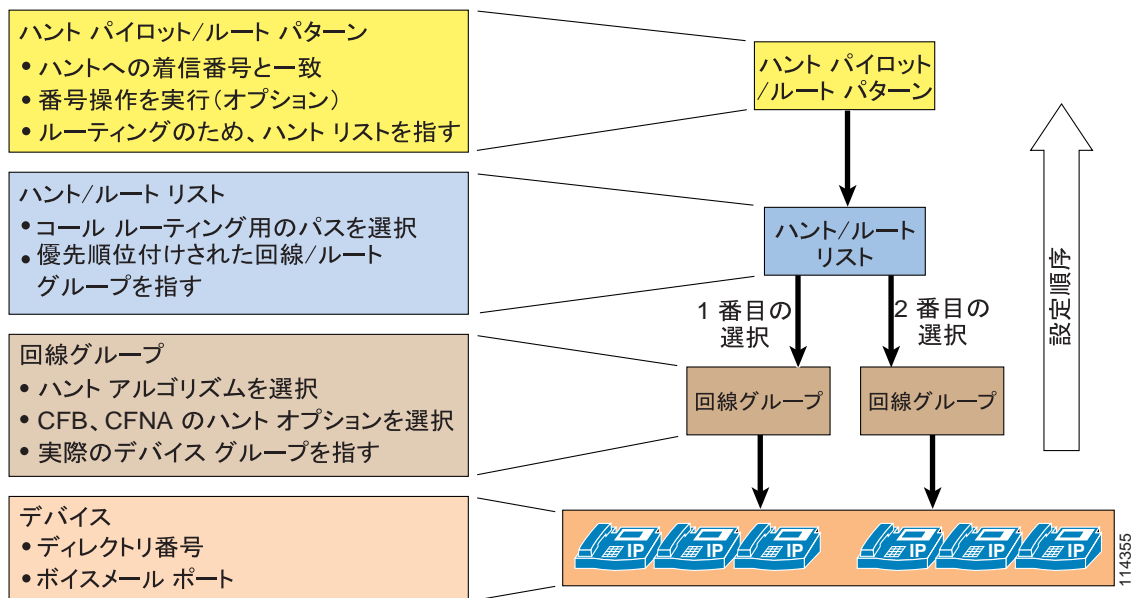 ハント パイロット/ルート パターン
• ハントへの着信番号と一致
• 番号操作を実行(オプション)
• ルーティングのため、ハント リストを指す
ハント/ルート リスト
• コール ルーティング用のパスを選択
• 優先順位付けされた回線/ルート
グループを指す
回線グループ
• ハント アルゴリズムを選択
• CFB、CFNA のハント オプションを選択
• 実際のデバイス グループを指す
デバイス
• ディレクトリ番号
• ボイスメール ポート
ハント パイロット
/ルート パターン
ハント/ルート
リスト
1 番目の
選択
2 番目の
選択
回線グループ
回線グループ
IP
IP
IP
IP
IP
IP
設定順序
114355